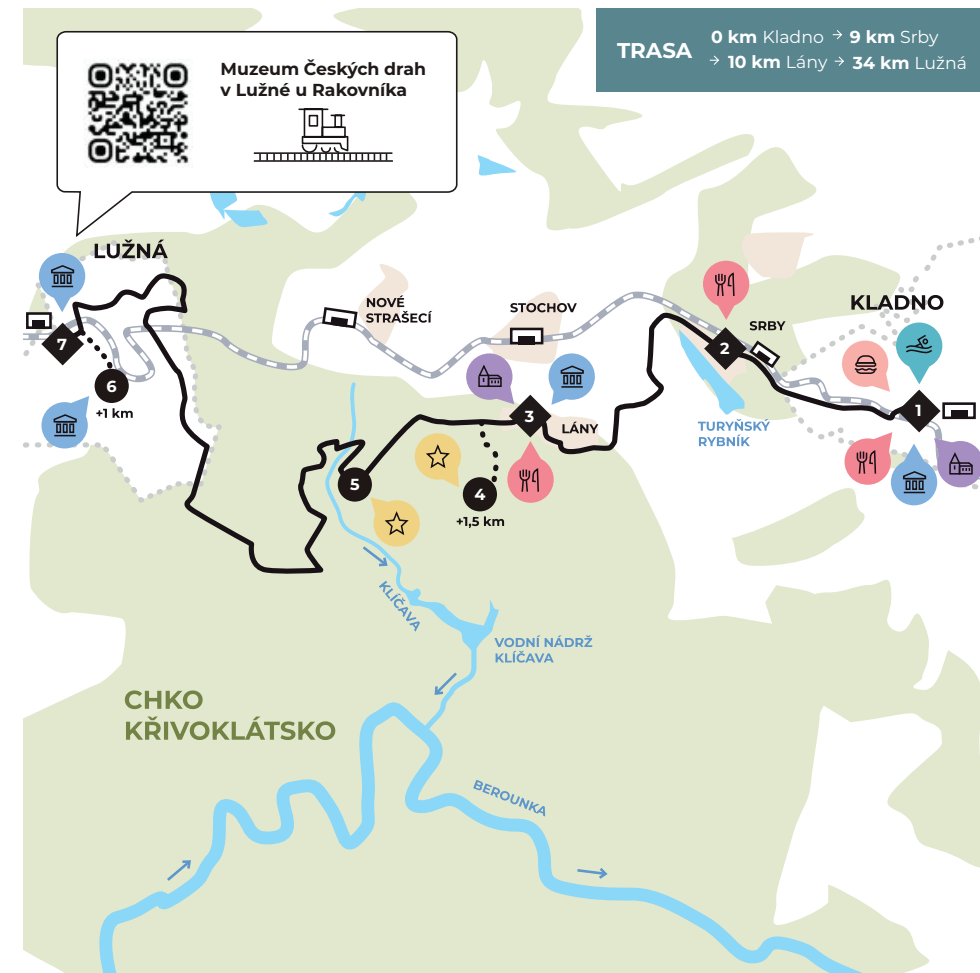 TRASA
0 km Kladno → 9 km Srby
→ 10 km Lány → 34 km Lužná
Muzeum Českých drah
v Lužné u Rakovníka
LUŽNÁ
7
6
+1 km
NOVÉ
STRAŠECÍ
STOCHOV
SRBY
2
KLADNO
1
TURYŇSKÝ
RYBNÍK
3
LÁNY
5
4
+1,5 km
KLÍČAVA
VODNÍ NÁDRŽ
KLÍČAVA
CHKO
KŘIVOKLÁTSKO
BEROUNKA